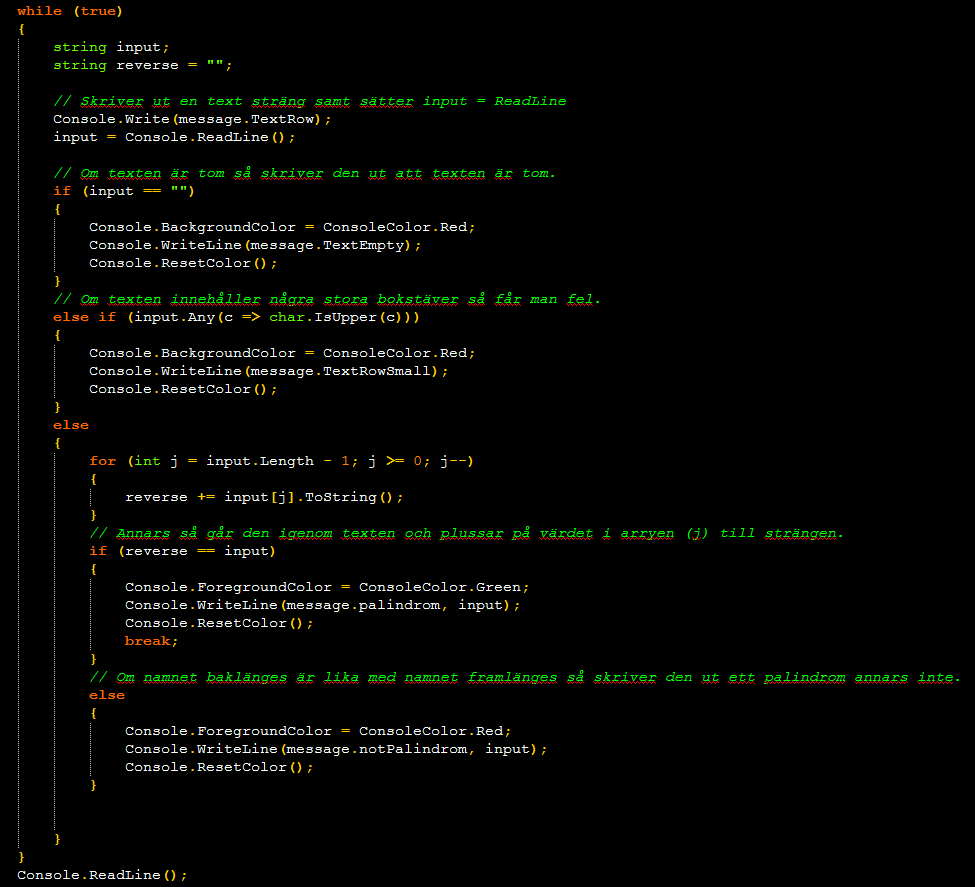 while (true)
{
string input;
string reverse = "";
// Skriver ut en text sträng samt sätter input = ReadLine
Console.Write(message.TextRow);
input = Console.ReadLine();
// Om texten är tom så skriver den ut att texten är tom.
if (input == "")
{
Console.BackgroundColor = ConsoleColor.Red;
Console.WriteLine(message.TextEmpty);
Console.ResetColor();
}
// Om texten innehåller några stora bokstäver så får man fel.
else if (input.Any(c => char.IsUpper(c)))
{
Console.BackgroundColor = ConsoleColor.Red;
Console.WriteLine(message.TextRowSmall);
Console.ResetColor();
}
else
{
for (int j = input.Length - 1; j >= 0; j--)
{
reverse += input[j].ToString();
}
// Annars så går den igenom texten och plussar på värdet i arryen (j) till strängen.
if (reverse == input)
{
Console.ForegroundColor = ConsoleColor.Green;
Console.WriteLine(message.palindrom, input);
Console.ResetColor();
break;
}
// Om namnet baklänges är lika med namnet framlänges så skriver den ut ett palindrom annars inte.
else
{
Console.ForegroundColor = ConsoleColor.Red;
Console.WriteLine(message.notPalindrom, input);
Console.ResetColor();
}
}
}
Console.ReadLine();